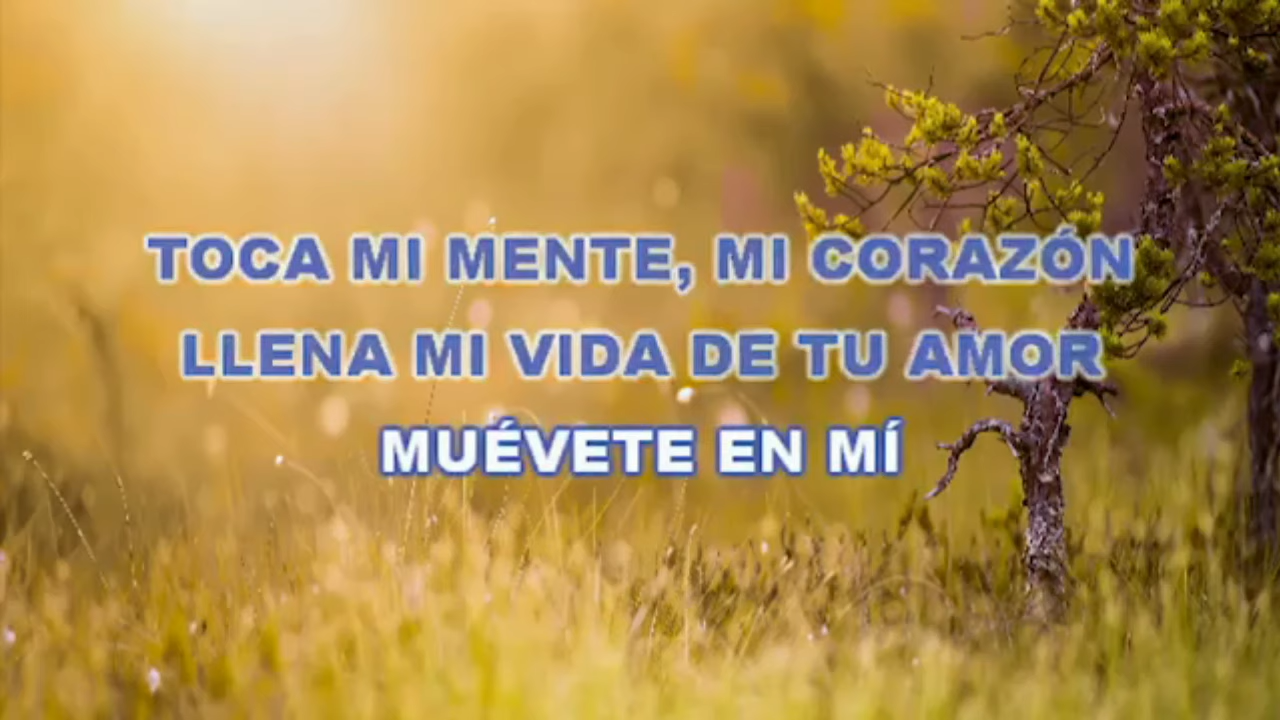 TOCA MI MENTE, MI CORAZÓN
LLENA MI VIDA DE TU AMOR
MUÉVETE EN MÍ